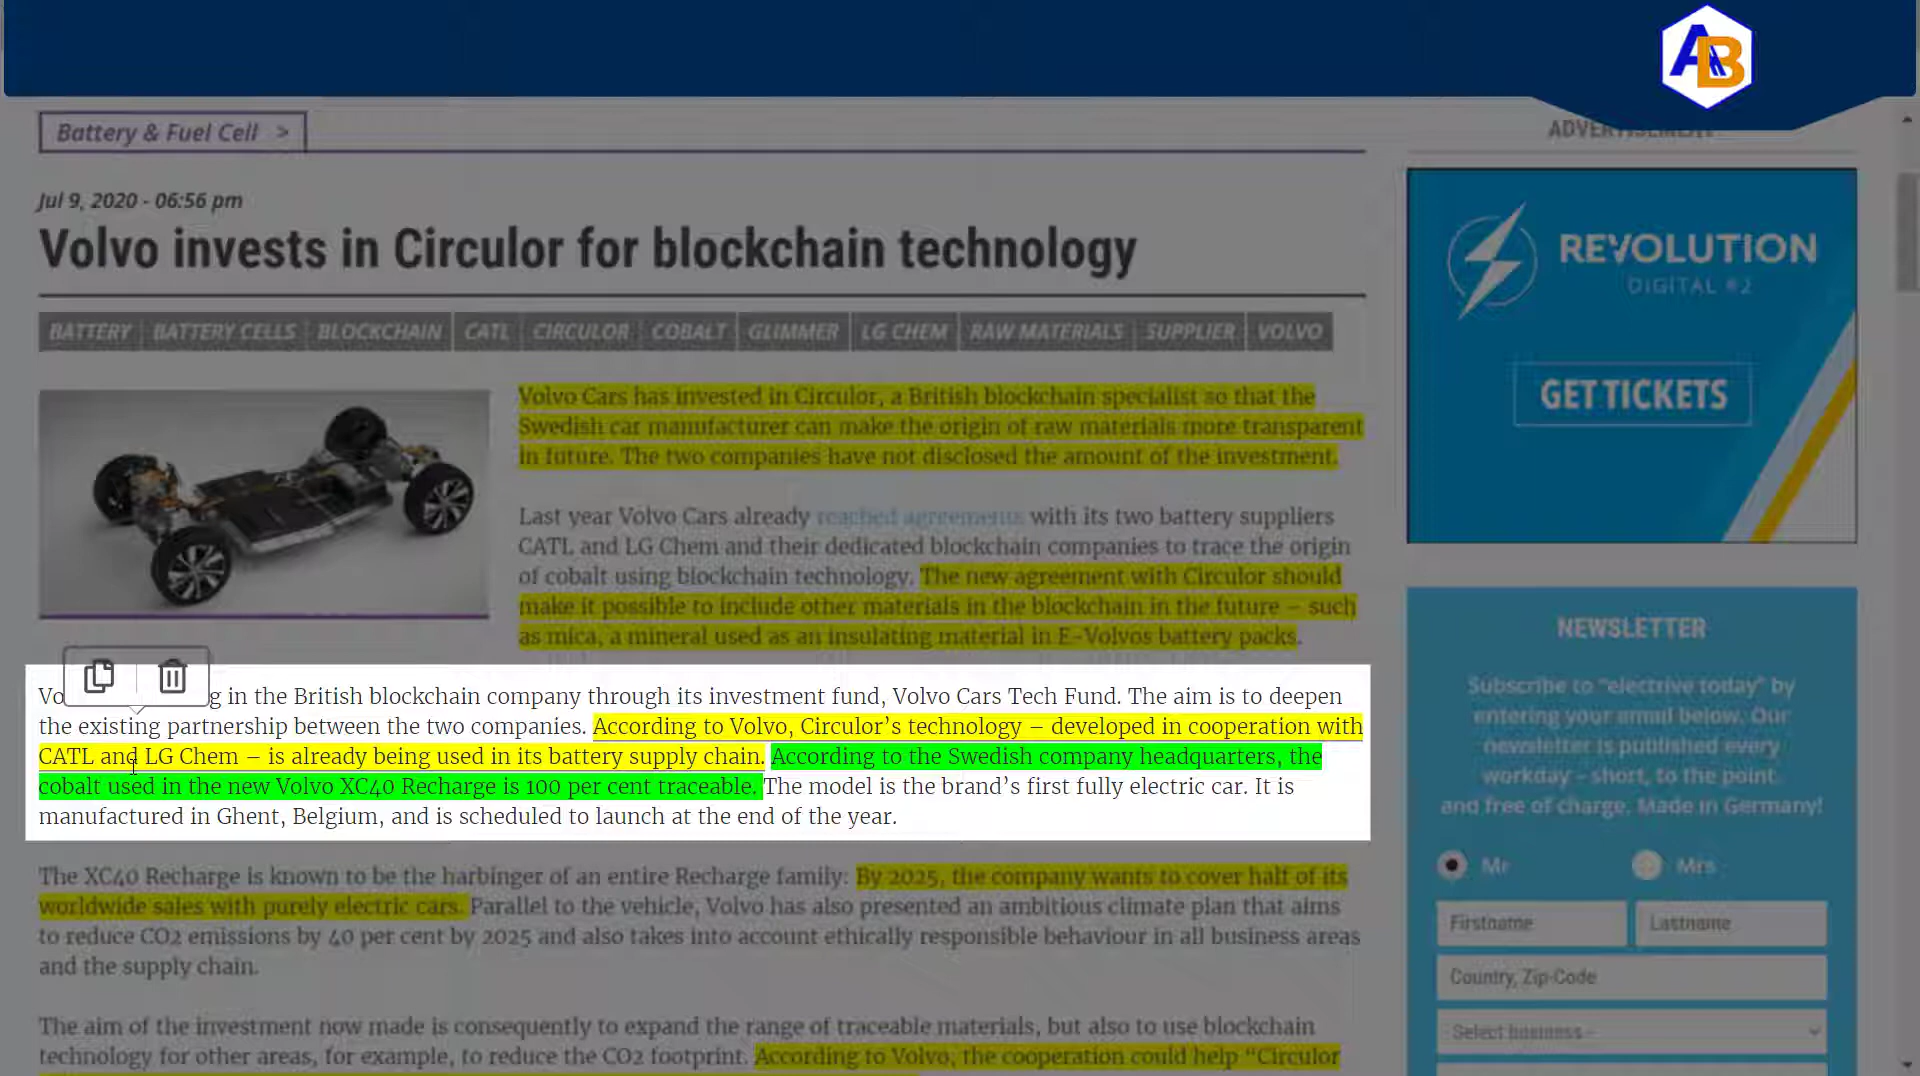 AB
Battery & Fuel Cell >
ADVERTISEMENT
Jul 9, 2020 - 06:56 pm
Volvo invests in Circulor for blockchain technology
BATTERY BATTERY CELLS BLOCKCHAIN CATL CIRCULOR COBALT GLIMMER LG CHEM RAW MATERIALS SUPPLIER VOLVO
Volvo Cars has invested in Circulor, a British blockchain specialist so that the
Swedish car manufacturer can make the origin of raw materials more transparent
in future. The two companies have not disclosed the amount of the investment.
Last year Volvo Cars already reached agreements with its two battery suppliers
CATL and LG Chem and their dedicated blockchain companies to trace the origin
of cobalt using blockchain technology. The new agreement with Circulor should
make it possible to include other materials in the blockchain in the future – such
as mica, a mineral used as an insulating material in E-Volvos battery packs.
Vo g in the British blockchain company through its investment fund, Volvo Cars Tech Fund. The aim is to deepen
the existing partnership between the two companies. According to Volvo, Circulor’s technology – developed in cooperation with
CATL and LG Chem – is already being used in its battery supply chain. According to the Swedish company headquarters, the
cobalt used in the new Volvo XC40 Recharge is 100 per cent traceable. The model is the brand’s first fully electric car. It is
manufactured in Ghent, Belgium, and is scheduled to launch at the end of the year.
The XC40 Recharge is known to be the harbinger of an entire Recharge family: By 2025, the company wants to cover half of its
worldwide sales with purely electric cars. Parallel to the vehicle, Volvo has also presented an ambitious climate plan that aims
to reduce CO2 emissions by 40 per cent by 2025 and also takes into account ethically responsible behaviour in all business areas
and the supply chain.
The aim of the investment now made is consequently to expand the range of traceable materials, but also to use blockchain
technology for other areas, for example, to reduce the CO2 footprint. According to Volvo, the cooperation could help “Circulor
REVOLUTION
DIGITAL #2
GET TICKETS
NEWSLETTER
Subscribe to “electrive today” by
entering your email below. Our
newsletter is published every
workday – short, to the point
and free of charge. Made in Germany!
Mr Mrs
Firstname Lastname
Country, Zip-Code
- Select business -